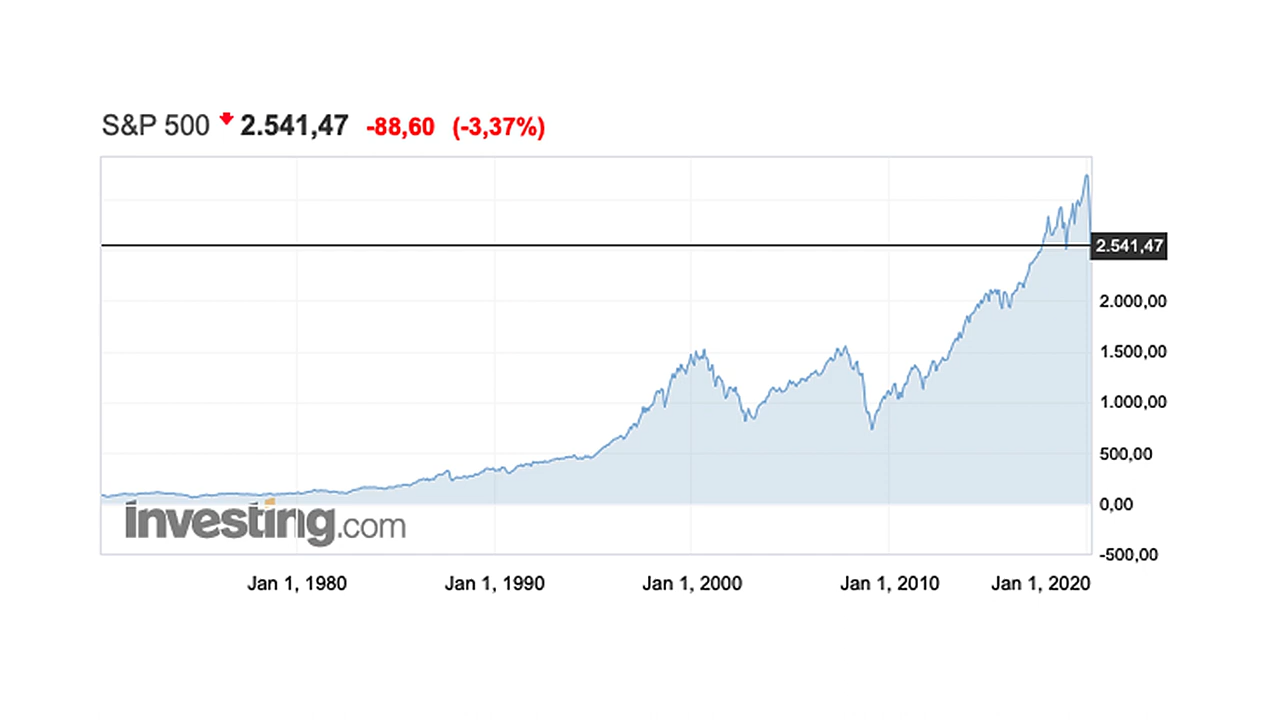 S&P 500 2.541,47 -88,60 (-3,37%)
2.541,47
2.000,00
1.500,00
1.000,00
500,00
0,00
-500,00
Investing.com
Jan 1, 1980 Jan 1, 1990 Jan 1, 2000 Jan 1, 2010 Jan 1, 2020